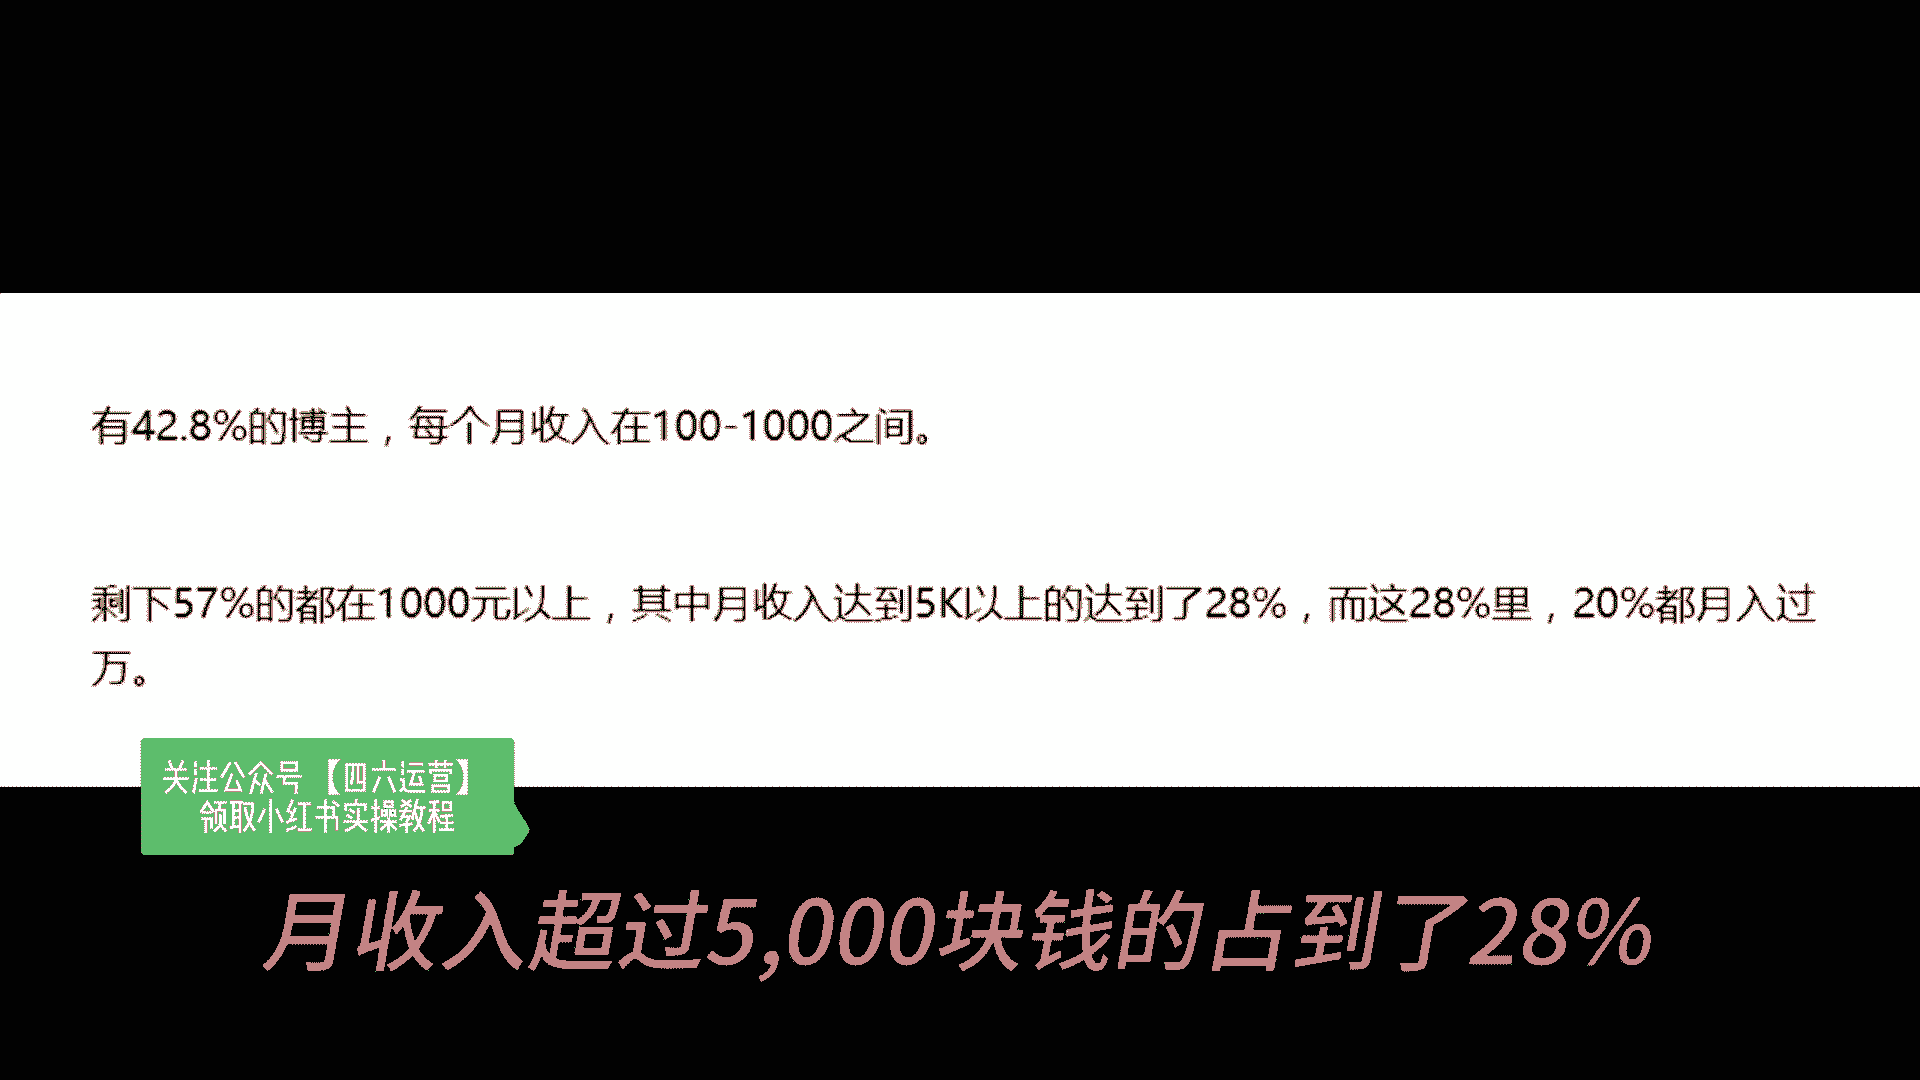 有42.8%的博主，每个月收入在100-1000之间。
剩下57%的都在1000元以上，其中月收入达到5K以上的达到了28%，而这28%里，20%都月入过
万。
关注公众号【四六运营】
领取小红书实操教程
月收入超过5,000块钱的占到了28%